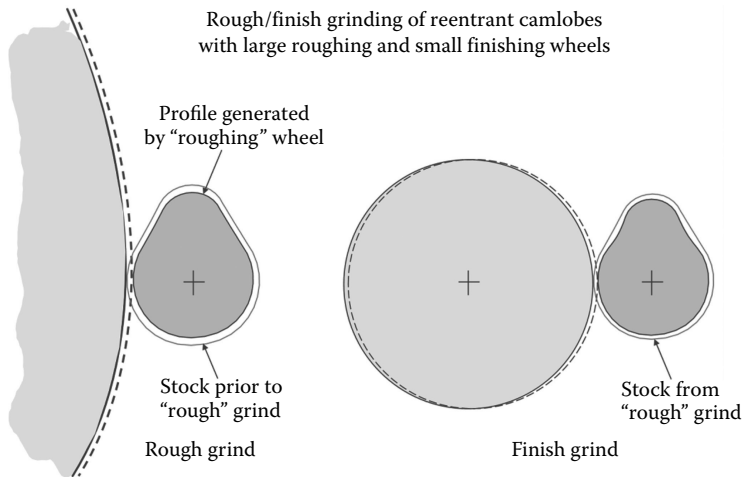 Rough/finish grinding of reentrant camlobes
with large roughing and small finishing wheels
Profile generated
by “roughing” wheel
Stock prior to
“rough” grind
Rough grind
Stock from
“rough” grind
Finish grind